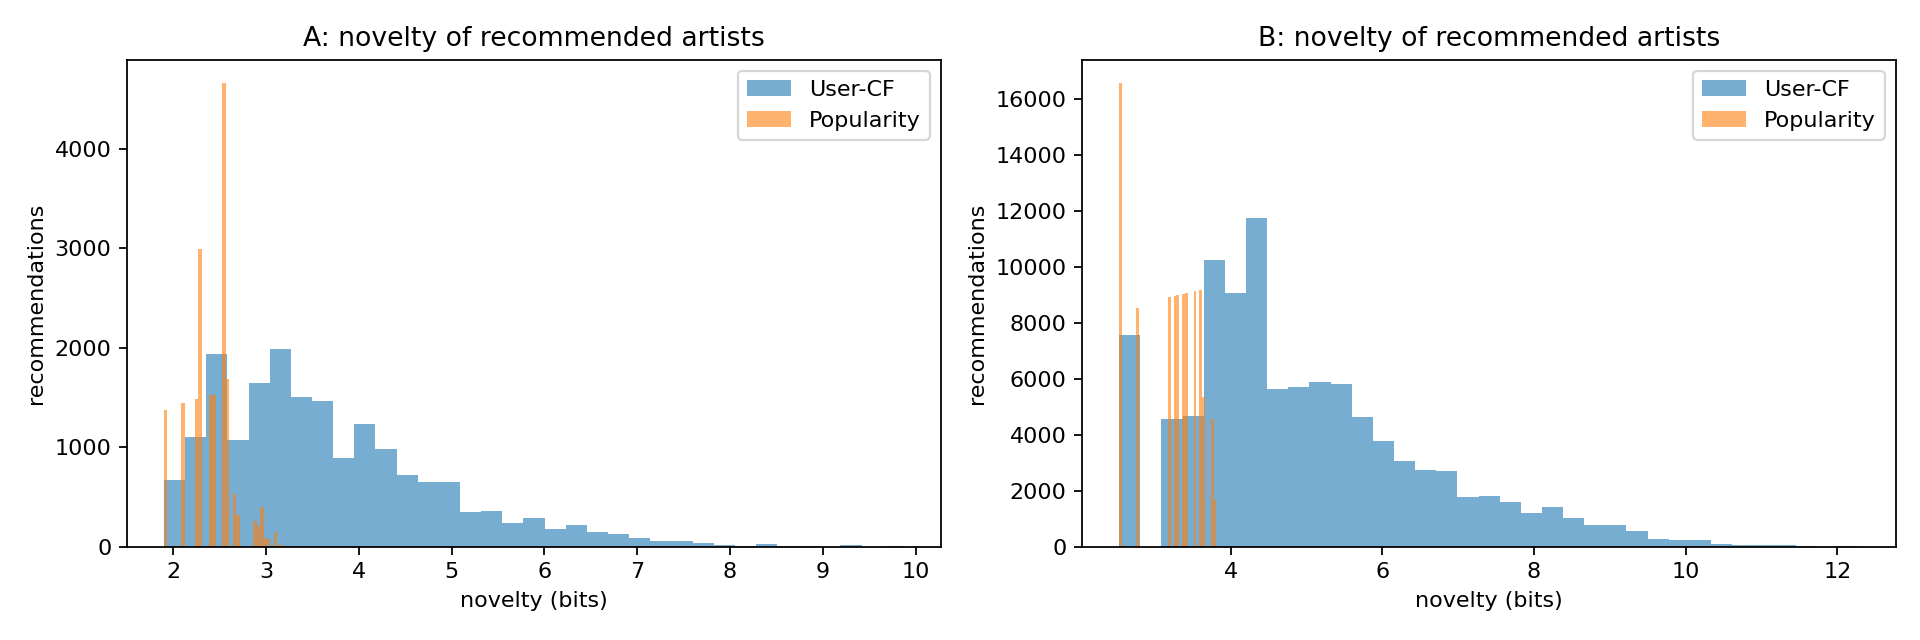 A: novelty of recommended artists
User-CF
Popularity
recommendations
4000
3000
2000
1000
0
2 3 4 5 6 7 8 9 10
novelty (bits)
B: novelty of recommended artists
User-CF
Popularity
recommendations
16000
14000
12000
10000
8000
6000
4000
2000
0
4 6 8 10 12
novelty (bits)